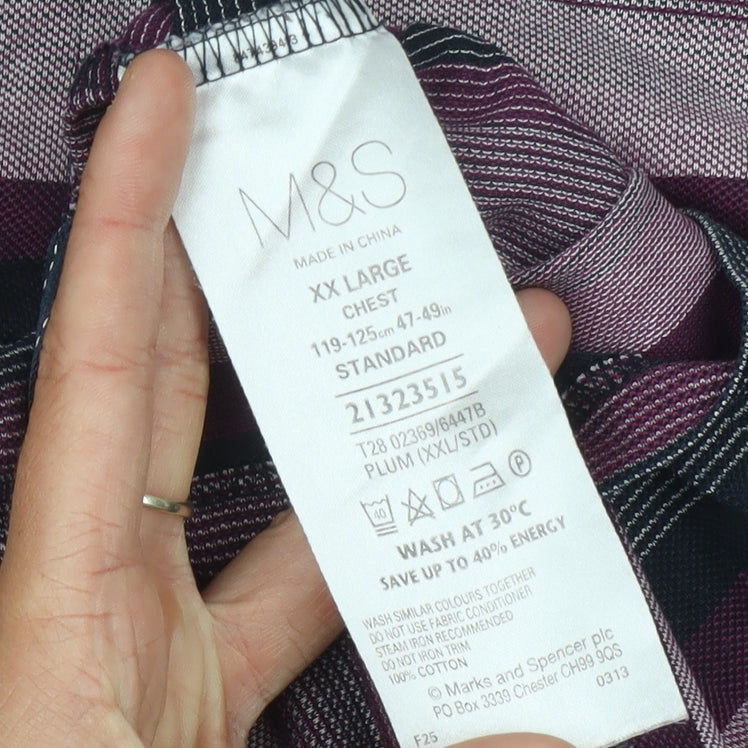 M&S
MADE IN CHINA
XX LARGE
CHEST
119-125cm 47-49in
STANDARD
21323515
T28 02369/6447B
PLUM (XXL/STD)
40 P
WASH AT 30°C
SAVE UP TO 40% ENERGY
WASH SIMILAR COLOURS TOGETHER
DO NOT USE FABRIC CONDITIONER
STEAM IRON RECOMMENDED
DO NOT IRON TRIM
100% COTTON
© Marks and Spencer plc
PO Box 3339 Chester CH99 9QS
0313
F25